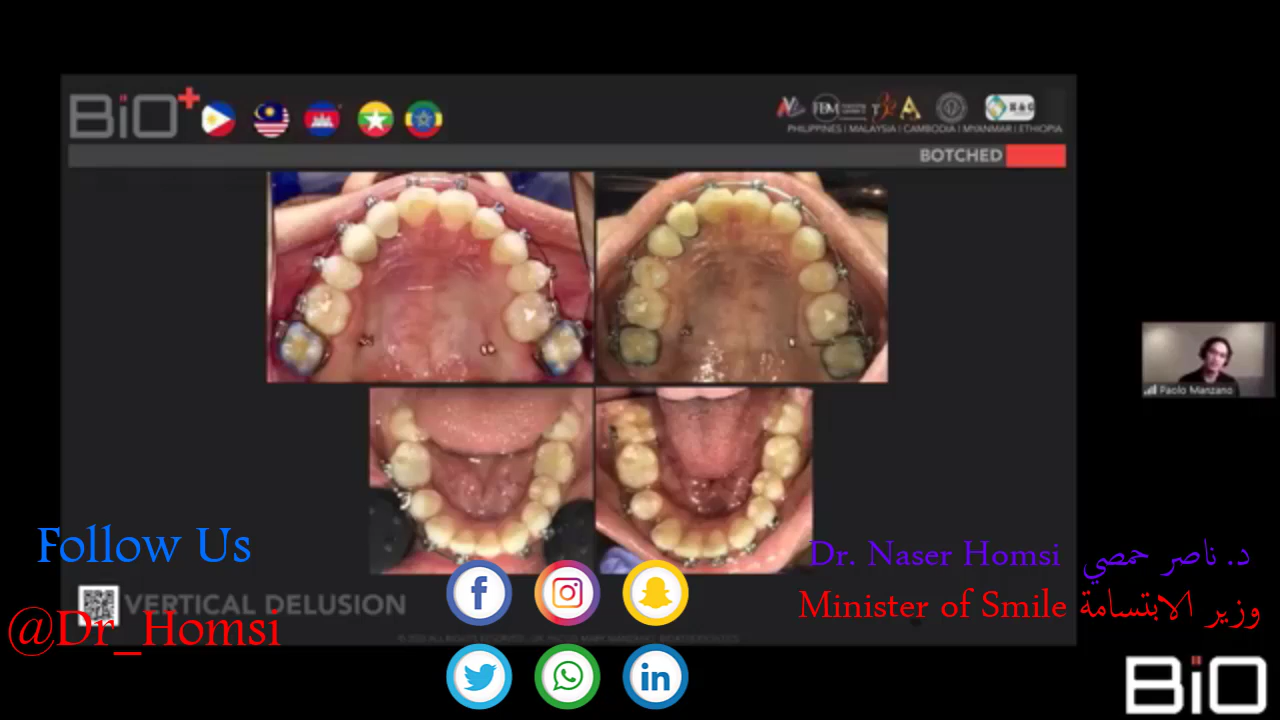 BiO+
FBM
K&G
PHILIPPINES | MALAYSIA | CAMBODIA | MYANMAR | ETHIOPIA
BOTCHED
Paolo Manzano
Follow Us
@Dr_Homsi
VERTICAL DELUSION
Dr. Naser Homsi د. ناصر حمصي
Minister of Smile وزير الابتسامة
BiO